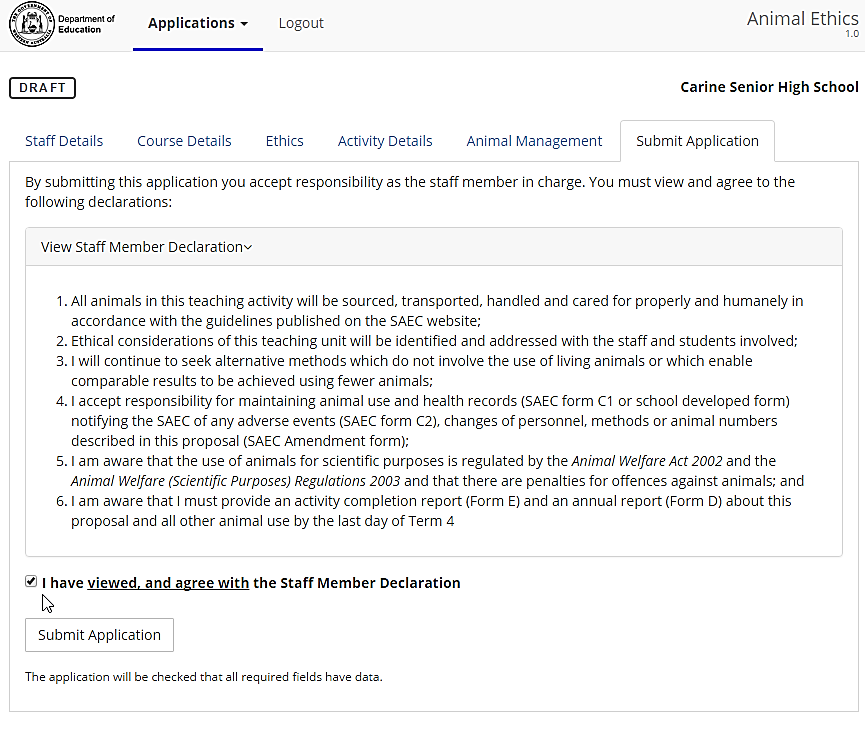 Department of
Education
Applications
Logout
Animal Ethics
1.0
DRAFT
Carine Senior High School
Staff Details
Course Details
Ethics
Activity Details
Animal Management
Submit Application
By submitting this application you accept responsibility as the staff member in charge. You must view and agree to the
following declarations:
View Staff Member Declaration
1. All animals in this teaching activity will be sourced, transported, handled and cared for properly and humanely in
accordance with the guidelines published on the SAEC website;
2. Ethical considerations of this teaching unit will be identified and addressed with the staff and students involved;
3. I will continue to seek alternative methods which do not involve the use of living animals or which enable
comparable results to be achieved using fewer animals;
4. I accept responsibility for maintaining animal use and health records (SAEC form C1 or school developed form)
notifying the SAEC of any adverse events (SAEC form C2), changes of personnel, methods or animal numbers
described in this proposal (SAEC Amendment form);
5. I am aware that the use of animals for scientific purposes is regulated by the Animal Welfare Act 2002 and the
Animal Welfare (Scientific Purposes) Regulations 2003 and that there are penalties for offences against animals; and
6. I am aware that I must provide an activity completion report (Form E) and an annual report (Form D) about this
proposal and all other animal use by the last day of Term 4
I have viewed, and agree with the Staff Member Declaration
Submit Application
The application will be checked that all required fields have data.